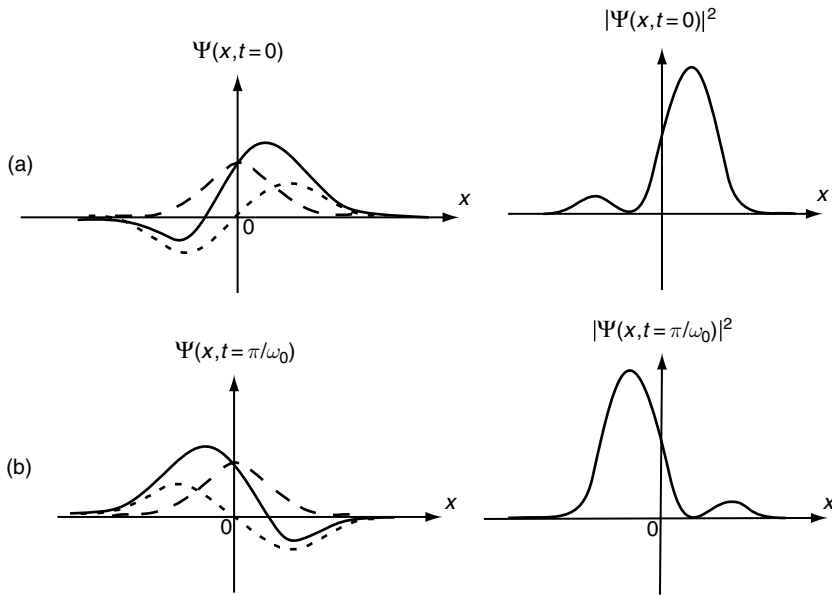 Ψ(x,t=0)
|Ψ(x,t=0)|²
(a)
x
x
0
Ψ(x,t=π/ω₀)
|Ψ(x,t=π/ω₀)|²
(b)
x
x
0
0